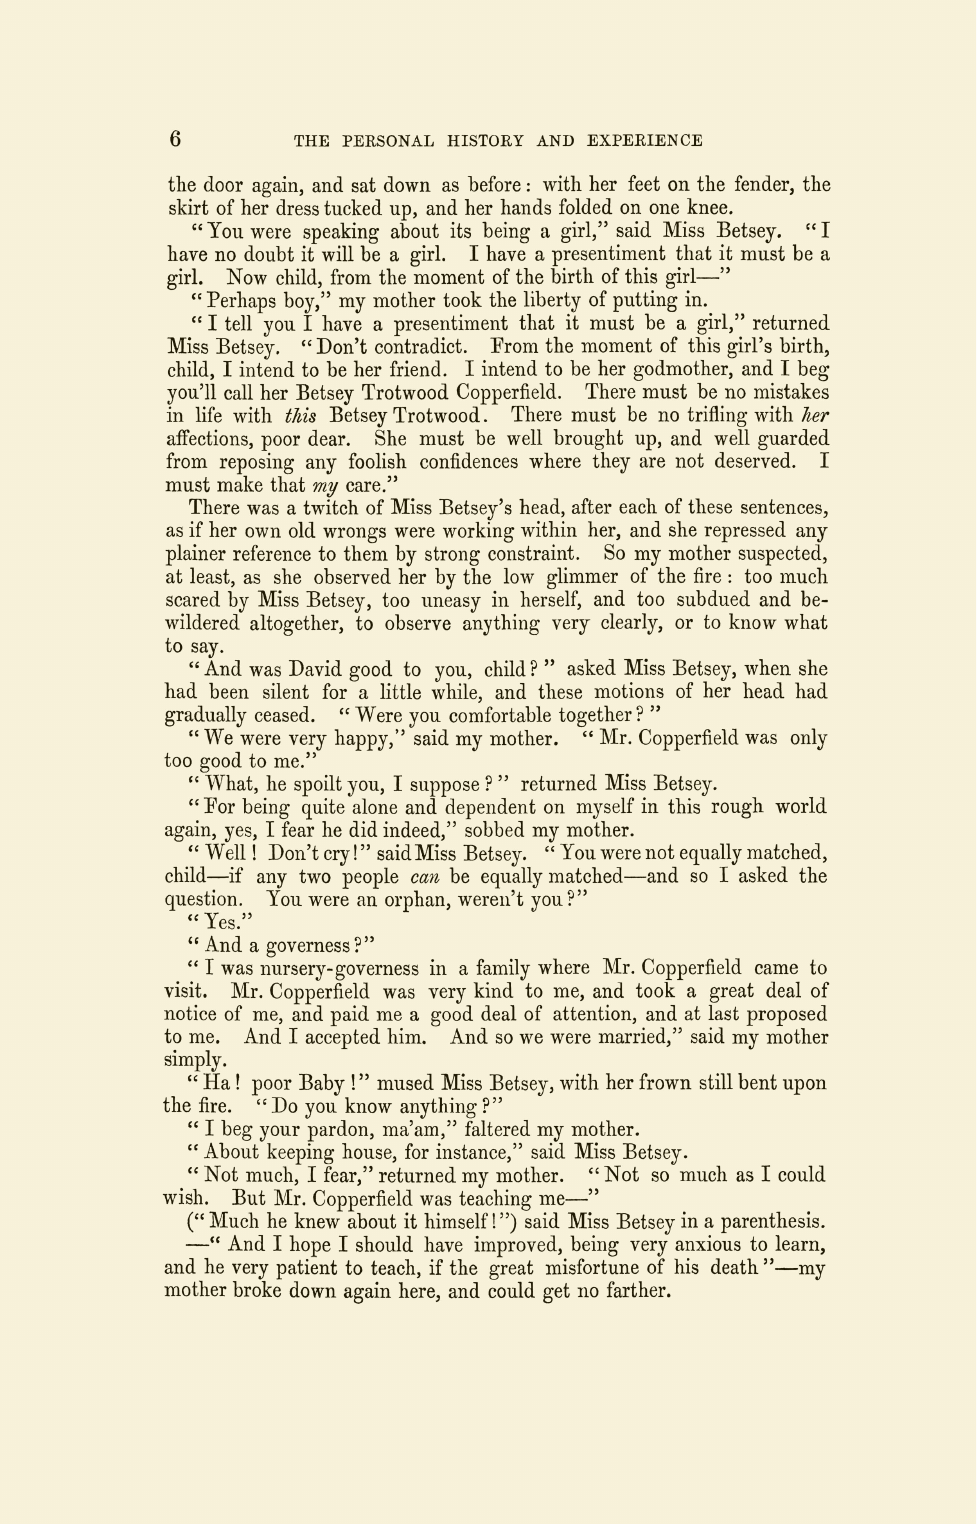 6 THE PERSONAL HISTORY AND EXPERIENCE
the door again, and sat down as before : with her feet on the fender, the
skirt of her dress tucked up, and her hands folded on one knee.
“ You were speaking about its being a girl,” said Miss Betsey. “ I
have no doubt it will be a girl. I have a presentiment that it must be a
girl. Now child, from the moment of the birth of this girl—”
“ Perhaps boy,” my mother took the liberty of putting in.
“ I tell you I have a presentiment that it must be a girl,” returned
Miss Betsey. “ Don’t contradict. From the moment of this girl’s birth,
child, I intend to be her friend. I intend to be her godmother, and I beg
you’ll call her Betsey Trotwood Copperfield. There must be no mistakes
in life with this Betsey Trotwood. There must be no trifling with her
affections, poor dear. She must be well brought up, and well guarded
from reposing any foolish confidences where they are not deserved. I
must make that my care.”
There was a twitch of Miss Betsey’s head, after each of these sentences,
as if her own old wrongs were working within her, and she repressed any
plainer reference to them by strong constraint. So my mother suspected,
at least, as she observed her by the low glimmer of the fire : too much
scared by Miss Betsey, too uneasy in herself, and too subdued and be-
wildered altogether, to observe anything very clearly, or to know what
to say.
“ And was David good to you, child ? ” asked Miss Betsey, when she
had been silent for a little while, and these motions of her head had
gradually ceased. “ Were you comfortable together ? ”
“ We were very happy,” said my mother. “ Mr. Copperfield was only
too good to me.”
“ What, he spoilt you, I suppose ? ” returned Miss Betsey.
“ For being quite alone and dependent on myself in this rough world
again, yes, I fear he did indeed,” sobbed my mother.
“ Well ! Don’t cry !” said Miss Betsey. “ You were not equally matched,
child—if any two people can be equally matched—and so I asked the
question. You were an orphan, weren’t you ?”
“ Yes.”
“ And a governess ?”
“ I was nursery-governess in a family where Mr. Copperfield came to
visit. Mr. Copperfield was very kind to me, and took a great deal of
notice of me, and paid me a good deal of attention, and at last proposed
to me. And I accepted him. And so we were married,” said my mother
simply.
“ Ha ! poor Baby !” mused Miss Betsey, with her frown still bent upon
the fire. “ Do you know anything ?”
“ I beg your pardon, ma’am,” faltered my mother.
“ About keeping house, for instance,” said Miss Betsey.
“ Not much, I fear,” returned my mother. “ Not so much as I could
wish. But Mr. Copperfield was teaching me—”
(“ Much he knew about it himself !”) said Miss Betsey in a parenthesis.
—“ And I hope I should have improved, being very anxious to learn,
and he very patient to teach, if the great misfortune of his death ”—my
mother broke down again here, and could get no farther.